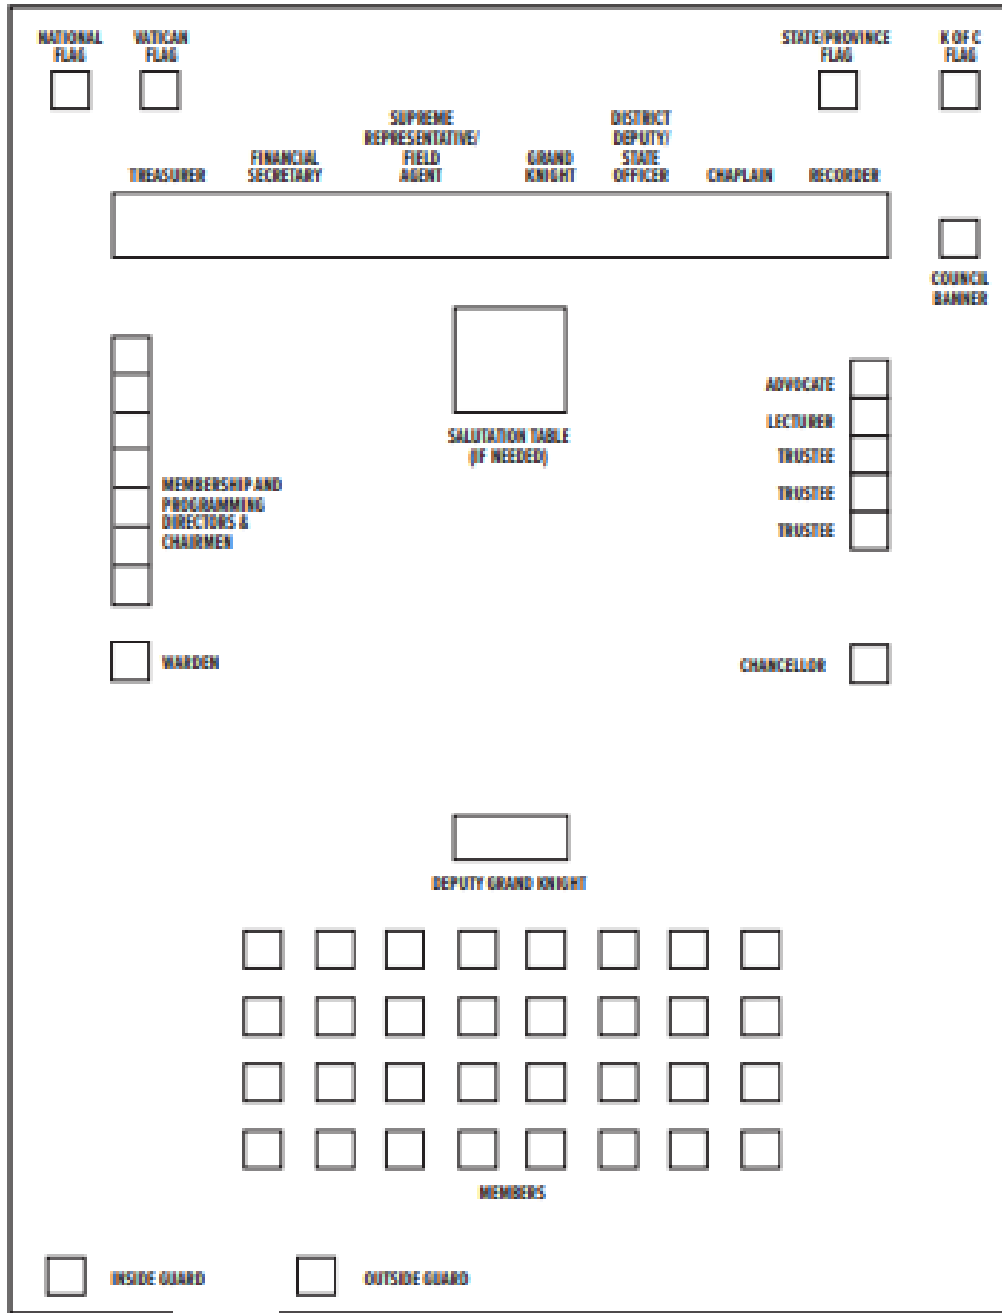 NATIONAL
FLAG
VATICAN
FLAG
STATE/PROVINCE
FLAG
K OF C
FLAG
TREASURER
FINANCIAL
SECRETARY
SUPREME
REPRESENTATIVE/
FIELD
AGENT
GRAND
KNIGHT
DISTRICT
DEPUTY/
STATE
OFFICER
CHAPLAIN
RECORDER
COUNCIL
BANNER
SALUTATION TABLE
(IF NEEDED)
ADVOCATE
LECTURER
TRUSTEE
TRUSTEE
TRUSTEE
MEMBERSHIP AND
PROGRAMMING
DIRECTORS &
CHAIRMEN
WARDEN
CHANCELLOR
DEPUTY GRAND KNIGHT
MEMBERS
INSIDE GUARD
OUTSIDE GUARD